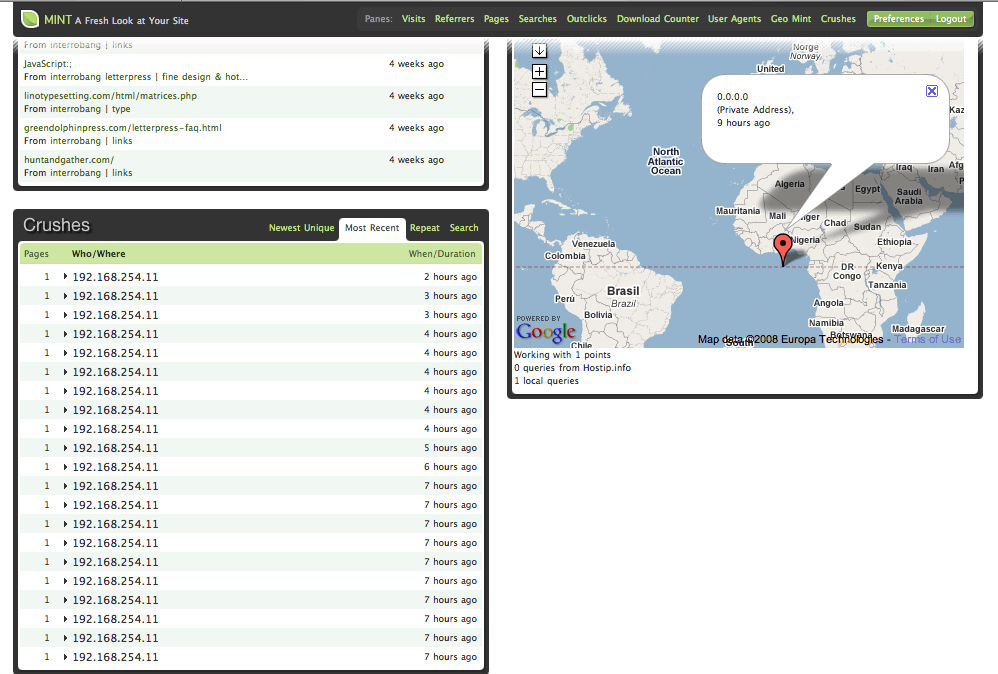 MINT A Fresh Look at Your Site
Panes: Visits Referrers Pages Searches Outclicks Download Counter User Agents Geo Mint Crushes Preferences Logout
From interrobang | links
JavaScript:; 4 weeks ago
From interrobang letterpress | fine design & hot...
linotypesetting.com/html/matrices.php 4 weeks ago
From interrobang | type
greendolphinpress.com/letterpress-faq.html 4 weeks ago
From interrobang | links
huntandgather.com/ 4 weeks ago
From interrobang | links
Crushes Newest Unique Most Recent Repeat Search
Pages Who/Where When/Duration
1 192.168.254.11 2 hours ago
1 192.168.254.11 3 hours ago
1 192.168.254.11 3 hours ago
1 192.168.254.11 4 hours ago
1 192.168.254.11 4 hours ago
1 192.168.254.11 4 hours ago
1 192.168.254.11 4 hours ago
1 192.168.254.11 4 hours ago
1 192.168.254.11 4 hours ago
1 192.168.254.11 5 hours ago
1 192.168.254.11 6 hours ago
1 192.168.254.11 7 hours ago
1 192.168.254.11 7 hours ago
1 192.168.254.11 7 hours ago
1 192.168.254.11 7 hours ago
1 192.168.254.11 7 hours ago
1 192.168.254.11 7 hours ago
1 192.168.254.11 7 hours ago
1 192.168.254.11 7 hours ago
1 192.168.254.11 7 hours ago
1 192.168.254.11 7 hours ago
Norge
Norway
United
0.0.0.0
(Private Address),
9 hours ago
Kaz
North
Atlantic
Ocean
Iraq Iran Afg
Algeria Egypt Saudi
Arabia
Mauritania Mali iger Chad Sudan
Nigeria Ethiopia
Venezuela
Colombia
DR
Congo
Kenya
Tanzania
Brasil
Brazil
Perú
Bolivia
Angola
Namibia
Botswana
Madagascar
Chile
South
POWERED BY
Google
Map data ©2008 Europa Technologies - Terms of Use
Working with 1 points
0 queries from Hostip.info
1 local queries